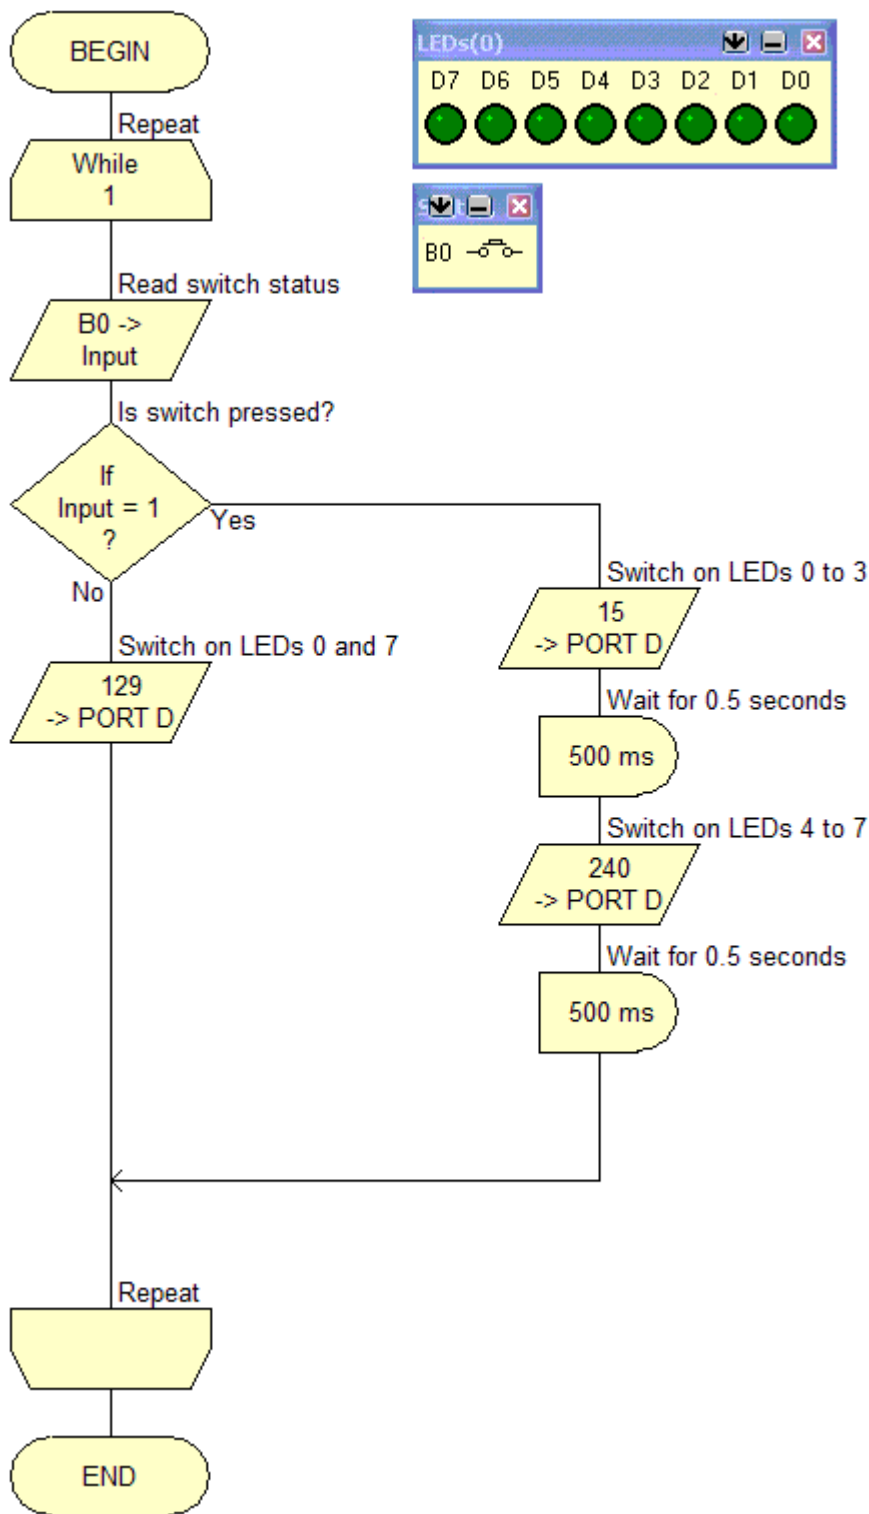 BEGIN
Repeat
While
1
Read switch status
B0 ->
Input
Is switch pressed?
If
Input = 1
?
Yes
No
Switch on LEDs 0 and 7
129
-> PORT D
Switch on LEDs 0 to 3
15
-> PORT D
Wait for 0.5 seconds
500 ms
Switch on LEDs 4 to 7
240
-> PORT D
Wait for 0.5 seconds
500 ms
Repeat
END
LEDs(0)
D7 D6 D5 D4 D3 D2 D1 D0
B0